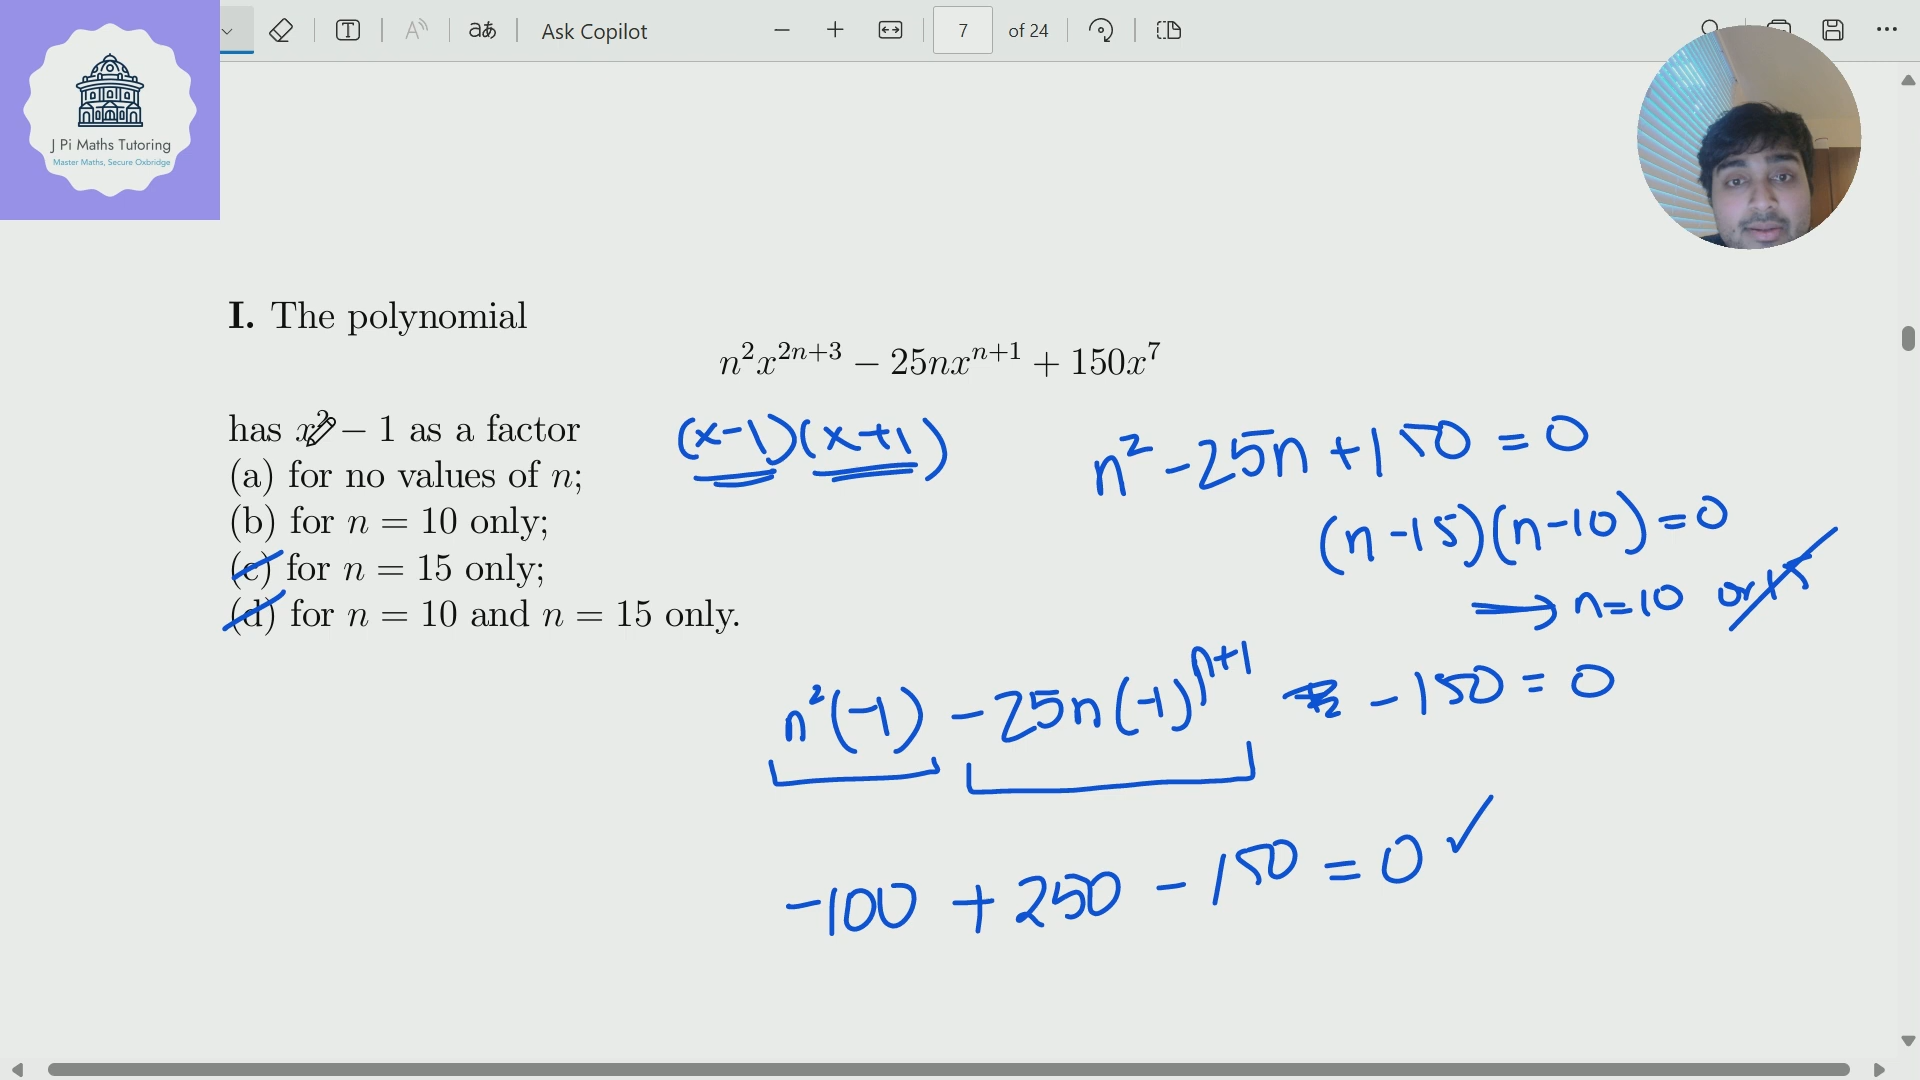 Ask Copilot
7 of 24
J Pi Maths Tutoring
Master Maths, Secure Oxbridge
I. The polynomial
n²x²ⁿ⁺³ − 25nxⁿ⁺¹ + 150x⁷
has x² − 1 as a factor
(a) for no values of n;
(b) for n = 10 only;
(c) for n = 15 only;
(d) for n = 10 and n = 15 only.
(x-1)(x+1)
n² - 25n + 150 = 0
(n-15)(n-10) = 0
→ n=10 or 15
n²(-1) - 25n(-1)ⁿ⁺¹ - 150 = 0
-100 + 250 - 150 = 0 ✓